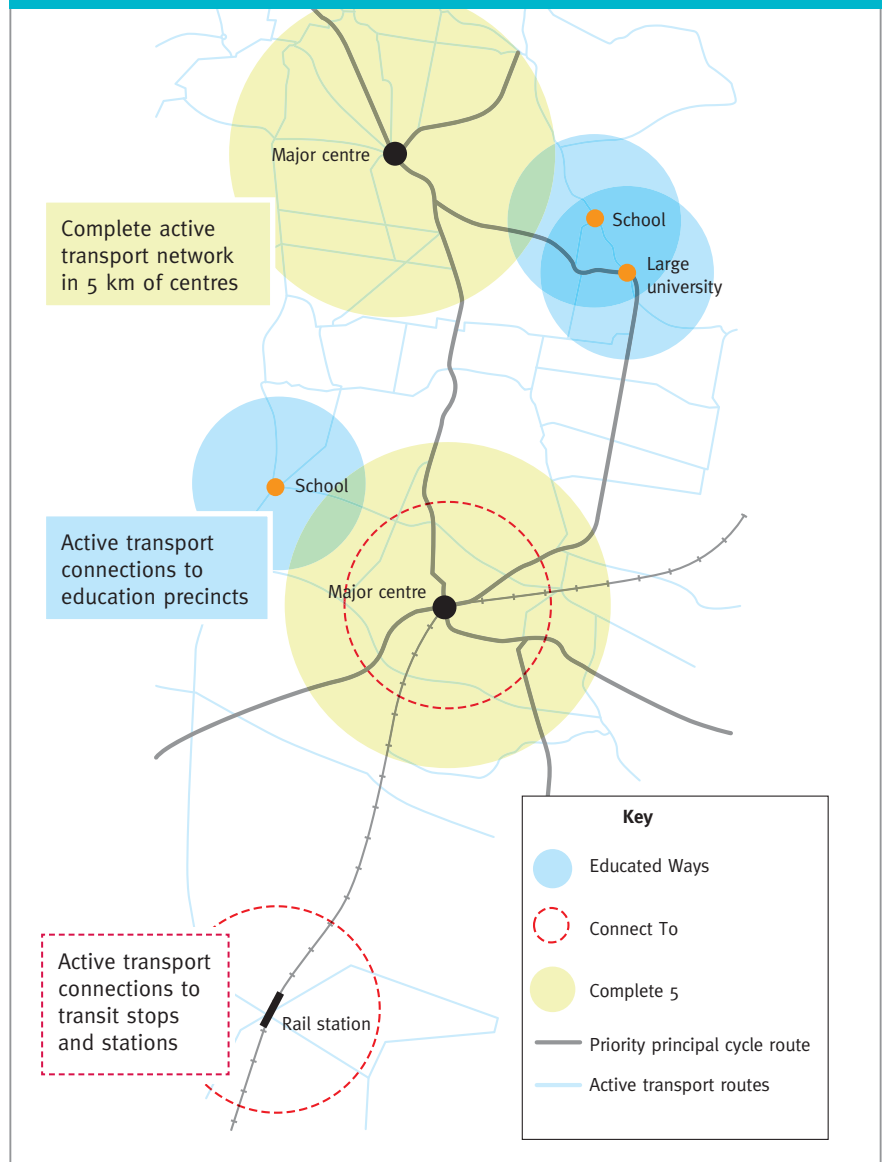 Major centre
School
Large
university
Complete active
transport network
in 5 km of centres
School
Active transport
connections to
education precincts
Major centre
Active transport
connections to
transit stops
and stations
Rail station
Key
Educated Ways
Connect To
Complete 5
Priority principal cycle route
Active transport routes